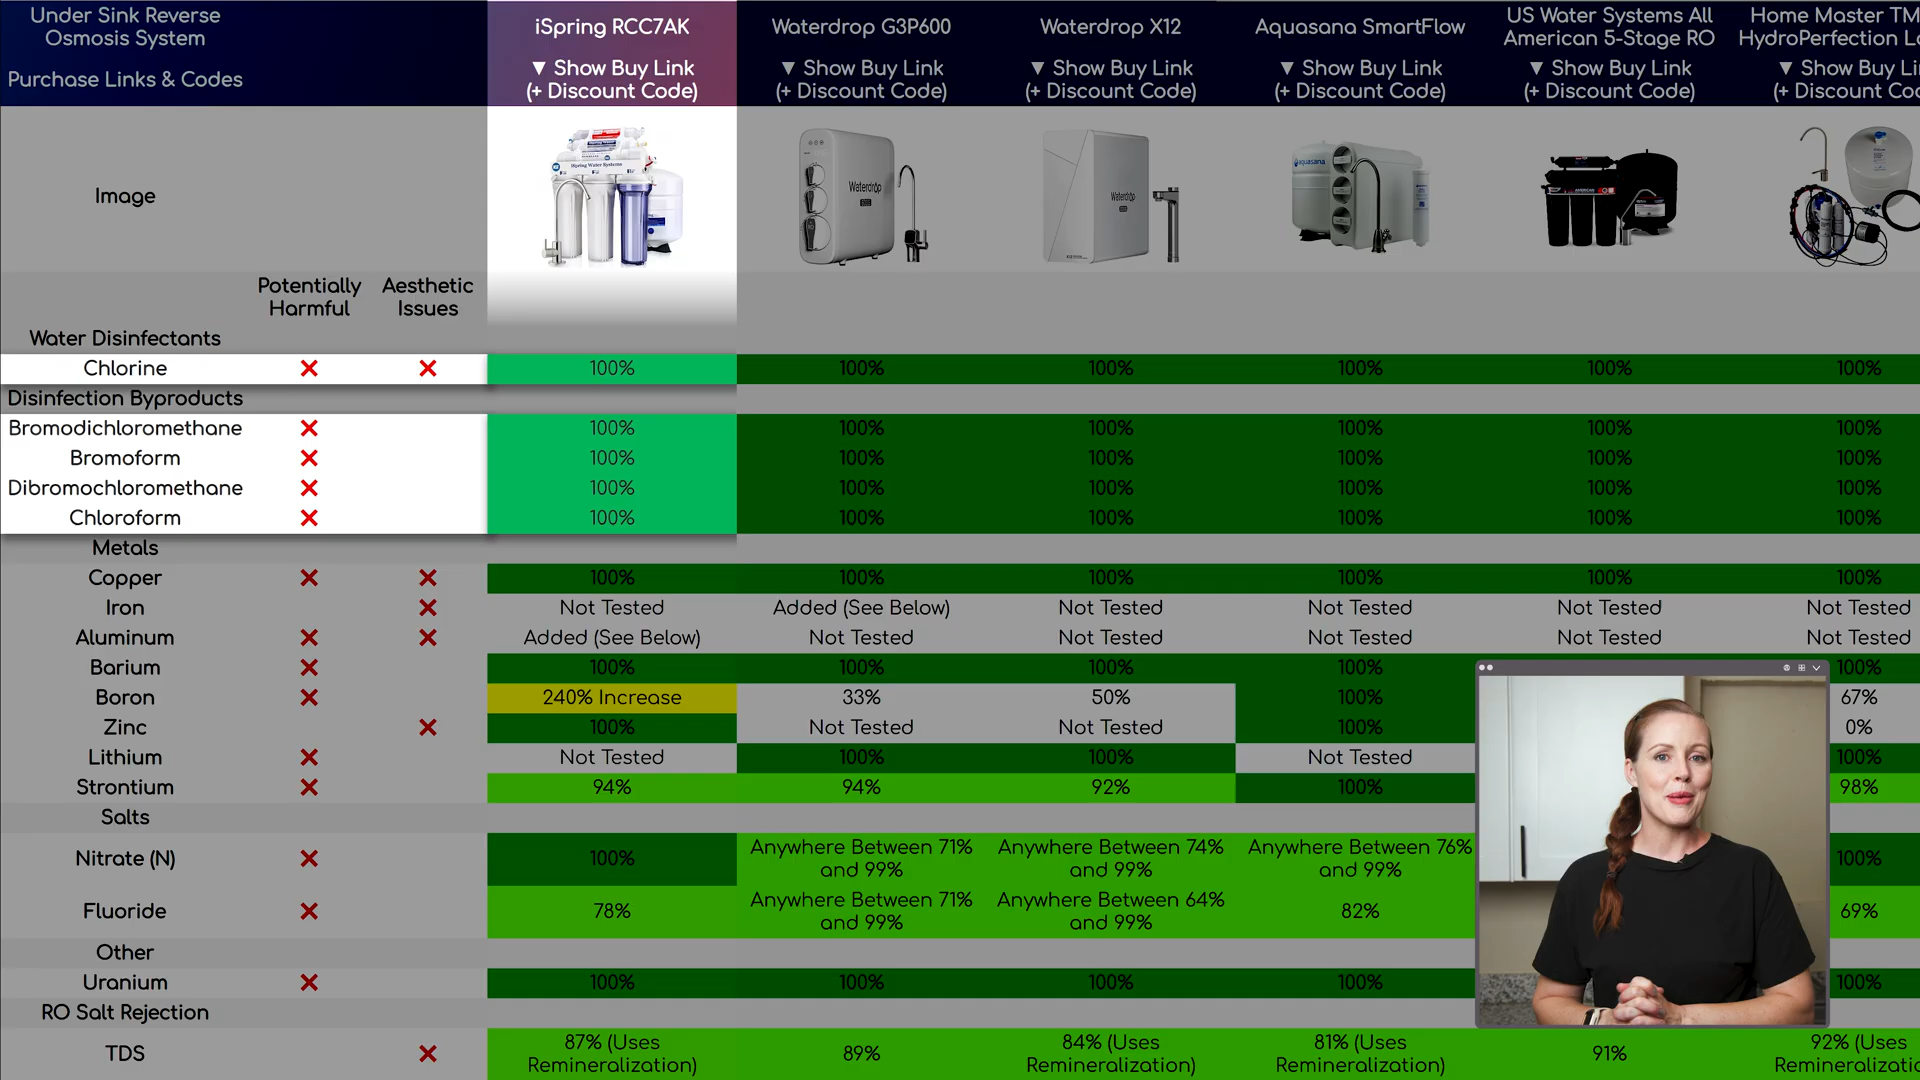 Under Sink Reverse
Osmosis System
Purchase Links & Codes
iSpring RCC7AK
▼ Show Buy Link
(+ Discount Code)
Waterdrop G3P600
▼ Show Buy Link
(+ Discount Code)
Waterdrop X12
▼ Show Buy Link
(+ Discount Code)
Aquasana SmartFlow
▼ Show Buy Link
(+ Discount Code)
US Water Systems All
American 5-Stage RO
▼ Show Buy Link
(+ Discount Code)
Home Master TM
HydroPerfection Lo
▼ Show Buy Li
(+ Discount Coc
Image
iSpring Water Systems
Waterdrop
Waterdrop
aquasana
AMERICAN
Potentially
Harmful
Aesthetic
Issues
Water Disinfectants
Chlorine ✕ ✕ 100% 100% 100% 100% 100% 100%
Disinfection Byproducts
Bromodichloromethane ✕ 100% 100% 100% 100% 100% 100%
Bromoform ✕ 100% 100% 100% 100% 100% 100%
Dibromochloromethane ✕ 100% 100% 100% 100% 100% 100%
Chloroform ✕ 100% 100% 100% 100% 100% 100%
Metals
Copper ✕ ✕ 100% 100% 100% 100% 100% 100%
Iron ✕ Not Tested Added (See Below) Not Tested Not Tested Not Tested Not Tested
Aluminum ✕ ✕ Added (See Below) Not Tested Not Tested Not Tested Not Tested Not Tested
Barium ✕ 100% 100% 100% 100% 100%
Boron ✕ 240% Increase 33% 50% 100% 67%
Zinc ✕ 100% Not Tested Not Tested 100% 0%
Lithium ✕ Not Tested 100% 100% Not Tested 100%
Strontium ✕ 94% 94% 92% 100% 98%
Salts
Nitrate (N) ✕ 100%
Anywhere Between 71%
and 99%
Anywhere Between 74%
and 99%
Anywhere Between 76%
and 99%
100%
Fluoride ✕ 78%
Anywhere Between 71%
and 99%
Anywhere Between 64%
and 99%
82% 69%
Other
Uranium ✕ 100% 100% 100% 100% 100%
RO Salt Rejection
TDS ✕
87% (Uses
Remineralization)
89%
84% (Uses
Remineralization)
81% (Uses
Remineralization)
91%
92% (Uses
Remineralizatio